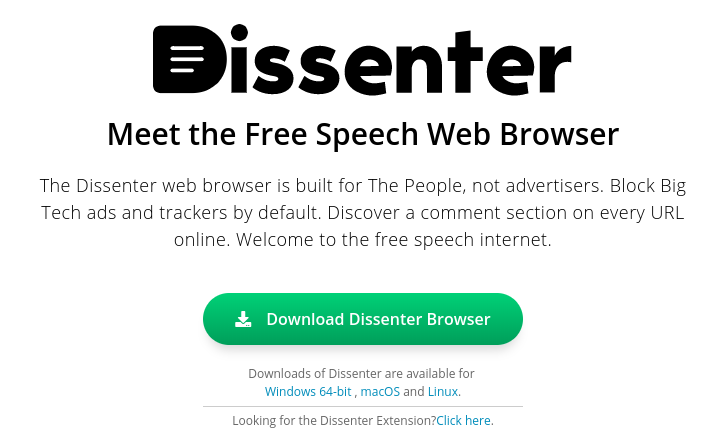 Dissenter
Meet the Free Speech Web Browser
The Dissenter web browser is built for The People, not advertisers. Block Big
Tech ads and trackers by default. Discover a comment section on every URL
online. Welcome to the free speech internet.
Download Dissenter Browser
Downloads of Dissenter are available for
Windows 64-bit , macOS and Linux.
Looking for the Dissenter Extension?Click here.